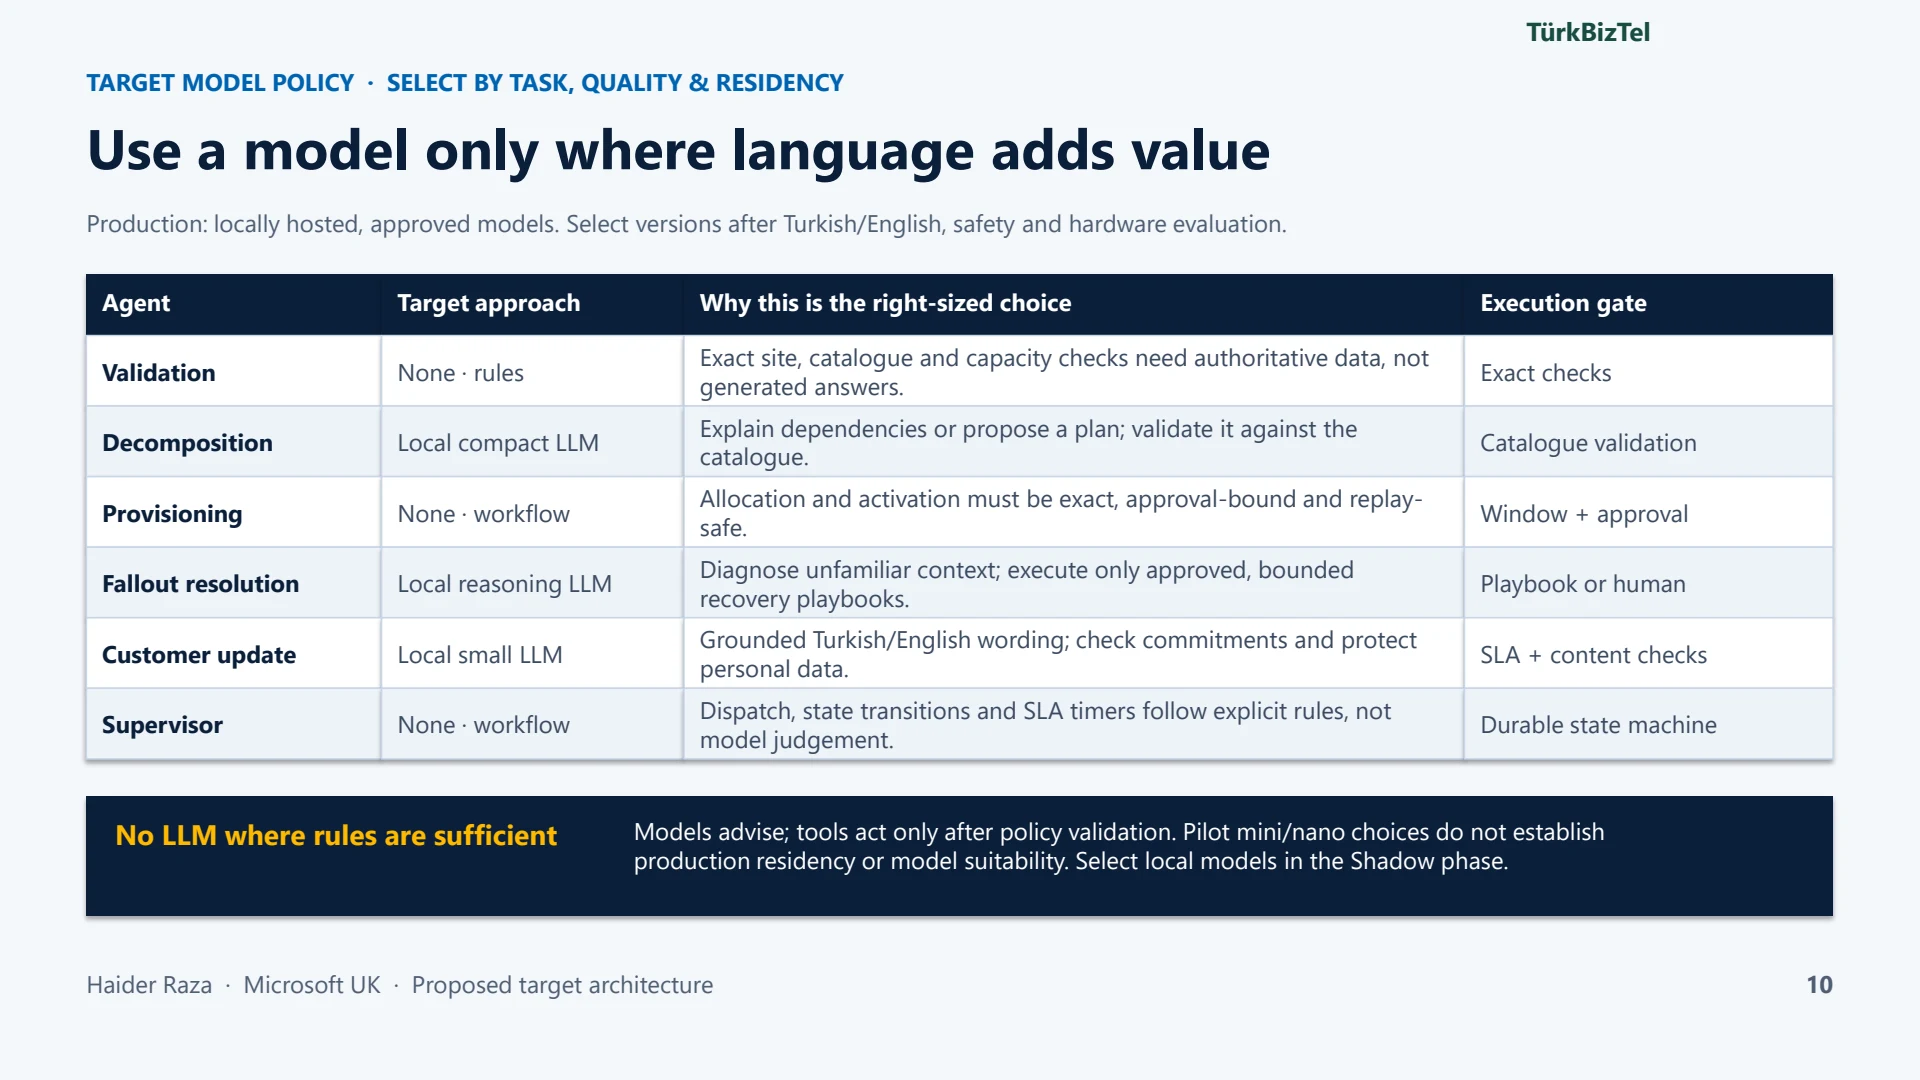 TürkBizTel
TARGET MODEL POLICY · SELECT BY TASK, QUALITY & RESIDENCY
Use a model only where language adds value
Production: locally hosted, approved models. Select versions after Turkish/English, safety and hardware evaluation.
Agent Target approach Why this is the right-sized choice Execution gate
Validation None · rules Exact site, catalogue and capacity checks need authoritative data, not
generated answers. Exact checks
Decomposition Local compact LLM Explain dependencies or propose a plan; validate it against the
catalogue. Catalogue validation
Provisioning None · workflow Allocation and activation must be exact, approval-bound and replay-
safe. Window + approval
Fallout resolution Local reasoning LLM Diagnose unfamiliar context; execute only approved, bounded
recovery playbooks. Playbook or human
Customer update Local small LLM Grounded Turkish/English wording; check commitments and protect
personal data. SLA + content checks
Supervisor None · workflow Dispatch, state transitions and SLA timers follow explicit rules, not
model judgement. Durable state machine
No LLM where rules are sufficient
Models advise; tools act only after policy validation. Pilot mini/nano choices do not establish
production residency or model suitability. Select local models in the Shadow phase.
Haider Raza · Microsoft UK · Proposed target architecture
10